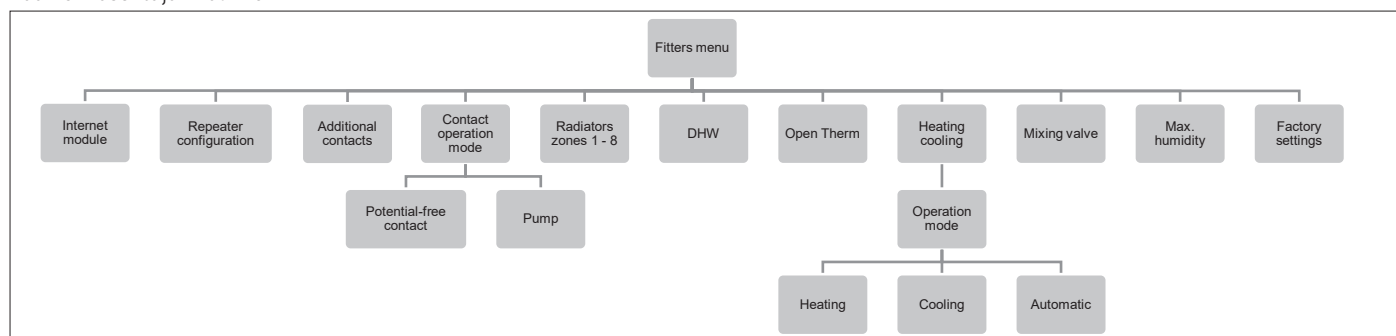 Fitters menu
Internet
module
Repeater
configuration
Additional
contacts
Contact
operation
mode
Radiators
zones 1 - 8
DHW
Open Therm
Heating
cooling
Mixing valve
Max.
humidity
Factory
settings
Potential-free
contact
Pump
Operation
mode
Heating
Cooling
Automatic